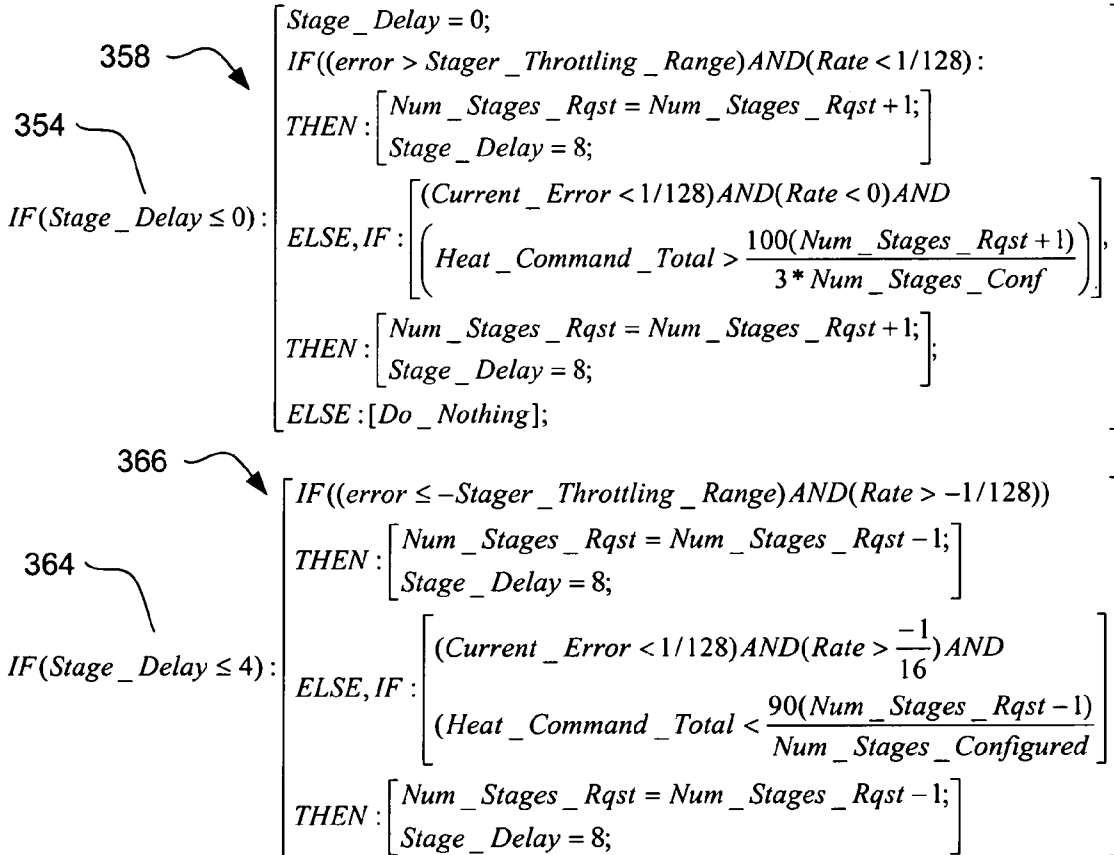 358
354
IF(Stage_Delay ≤ 0):
Stage_Delay = 0;
IF((error > Stager_Throttling_Range)AND(Rate < 1/128):
THEN: [Num_Stages_Rqst = Num_Stages_Rqst + 1;
Stage_Delay = 8;]
ELSE, IF: [(Current_Error < 1/128)AND(Rate < 0)AND
(Heat_Command_Total > 100(Num_Stages_Rqst + 1) / 3 * Num_Stages_Conf)],
THEN: [Num_Stages_Rqst = Num_Stages_Rqst + 1;
Stage_Delay = 8;];
ELSE: [Do_Nothing];
366
364
IF(Stage_Delay ≤ 4):
IF((error ≤ -Stager_Throttling_Range)AND(Rate > -1/128))
THEN: [Num_Stages_Rqst = Num_Stages_Rqst - 1;
Stage_Delay = 8;]
ELSE, IF: [(Current_Error < 1/128)AND(Rate > -1/16)AND
(Heat_Command_Total < 90(Num_Stages_Rqst - 1) / Num_Stages_Configured]
THEN: [Num_Stages_Rqst = Num_Stages_Rqst - 1;
Stage_Delay = 8;]